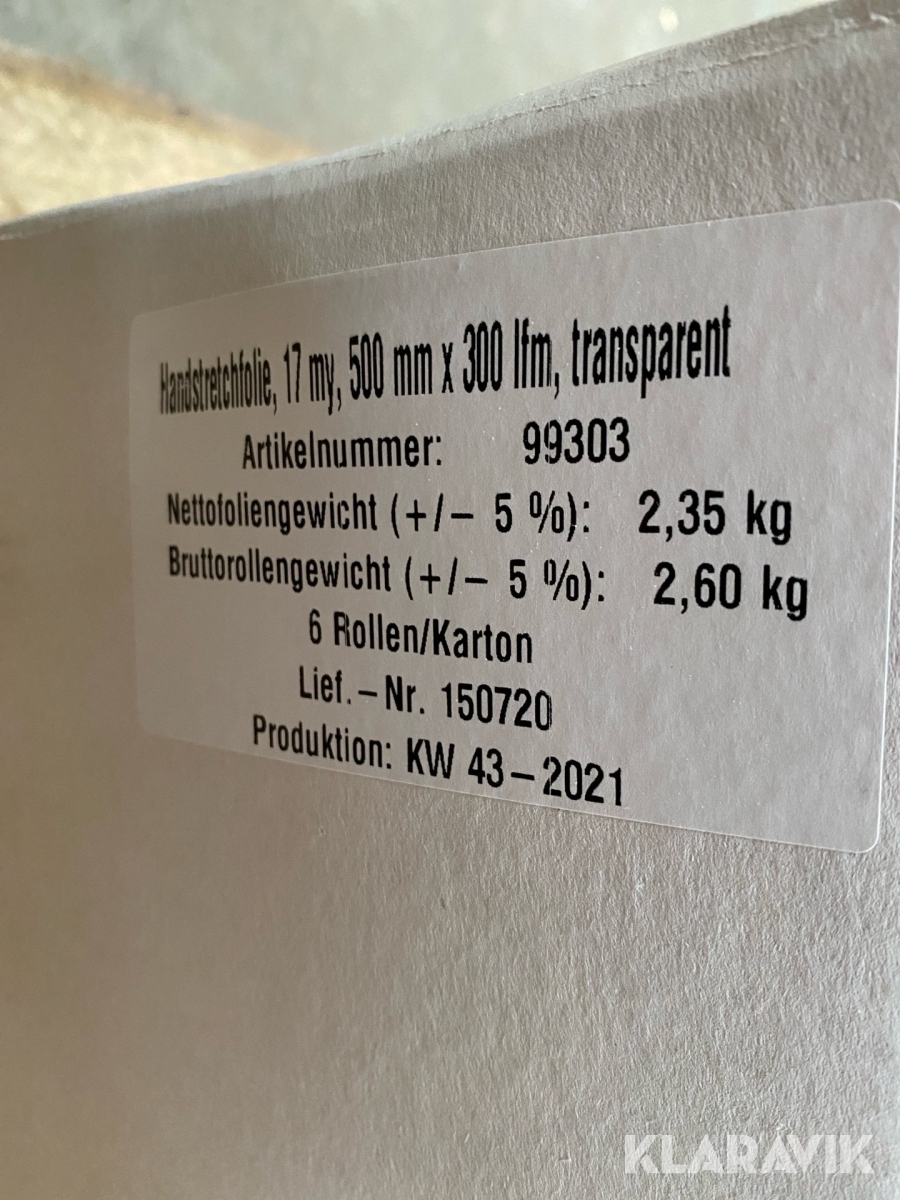 Handstretchfolie, 17 my, 500 mm x 300 lfm, transparent
Artikelnummer: 99303
Nettofoliengewicht (+/– 5 %): 2,35 kg
Bruttorollengewicht (+/– 5 %): 2,60 kg
6 Rollen/Karton
Lief.–Nr. 150720
Produktion: KW 43–2021
KLARAVIK